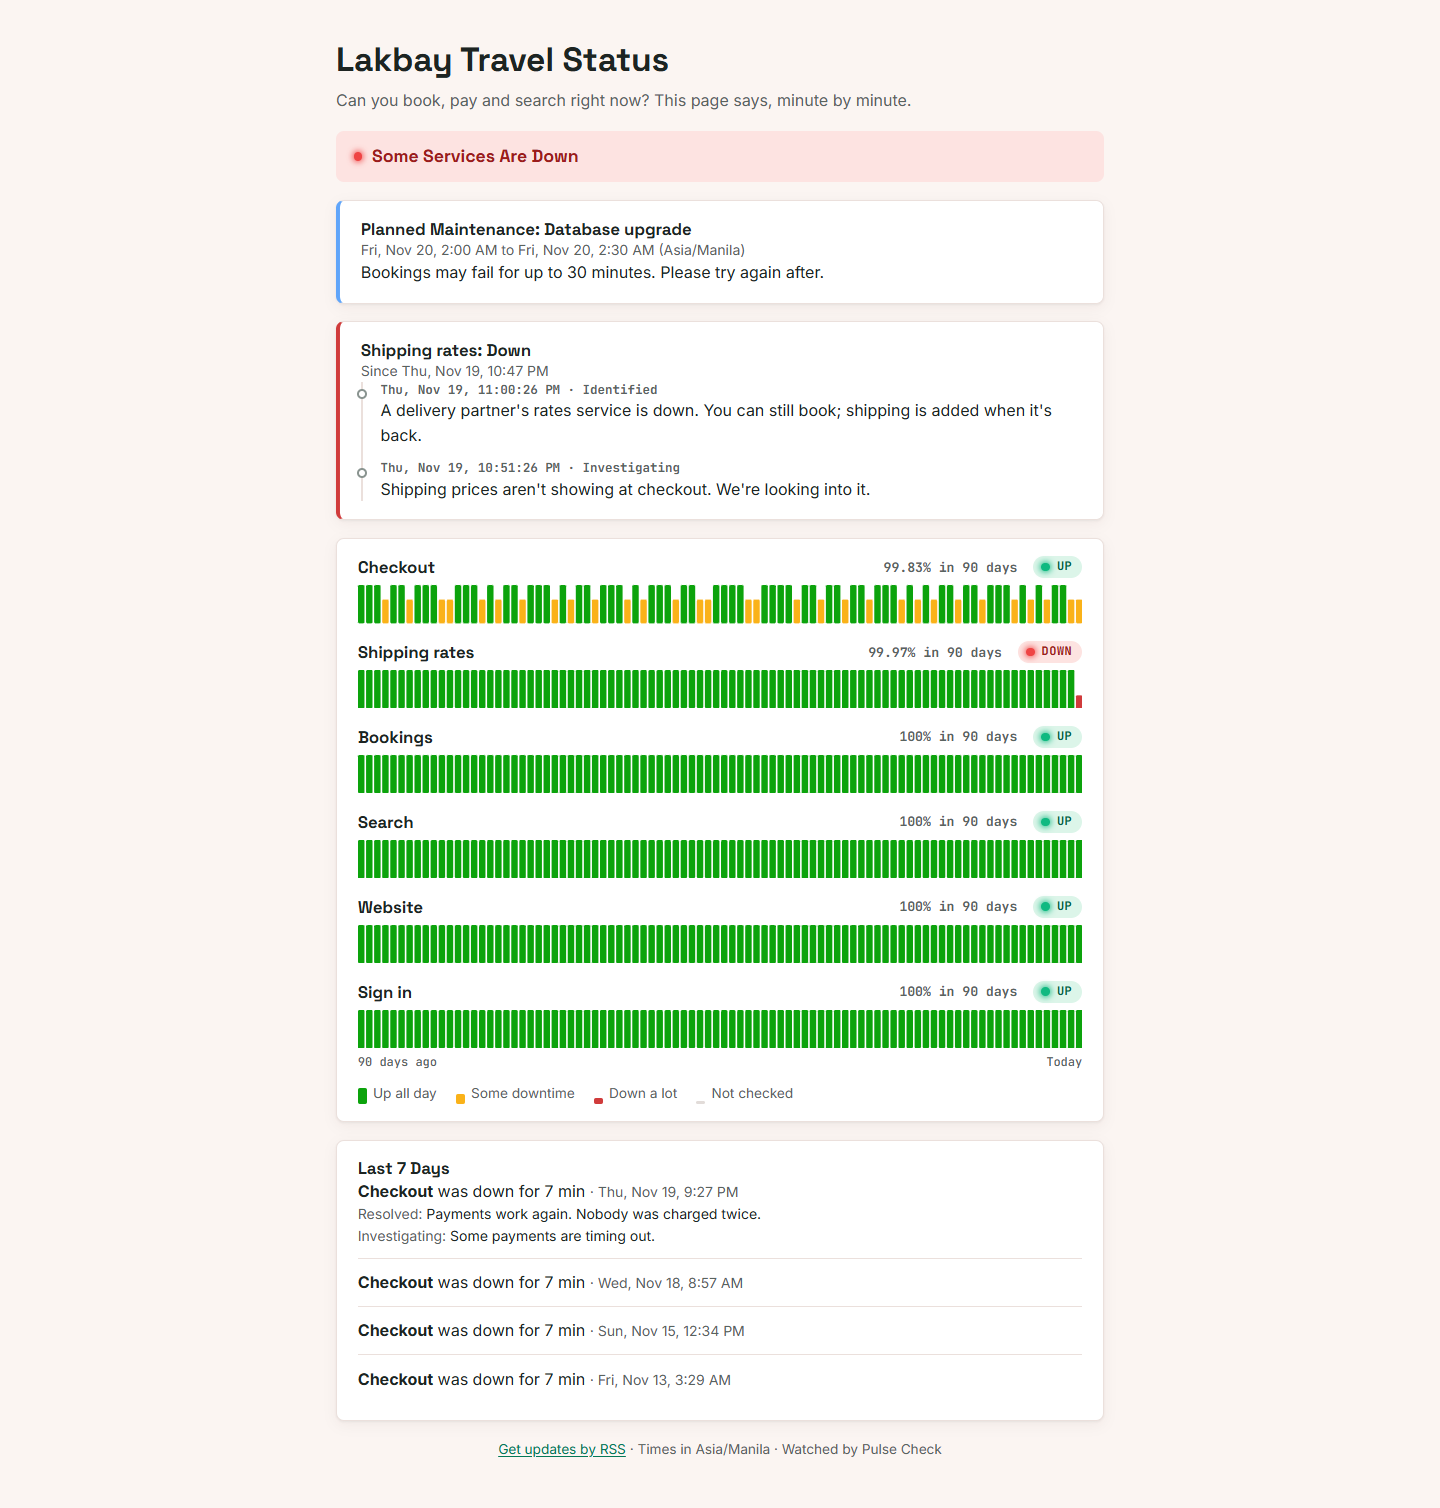 Lakbay Travel Status
Can you book, pay and search right now? This page says, minute by minute.
Some Services Are Down
Planned Maintenance: Database upgrade
Fri, Nov 20, 2:00 AM to Fri, Nov 20, 2:30 AM (Asia/Manila)
Bookings may fail for up to 30 minutes. Please try again after.
Shipping rates: Down
Since Thu, Nov 19, 10:47 PM
Thu, Nov 19, 11:00:26 PM · Identified
A delivery partner's rates service is down. You can still book; shipping is added when it's
back.
Thu, Nov 19, 10:51:26 PM · Investigating
Shipping prices aren't showing at checkout. We're looking into it.
Checkout 99.83% in 90 days UP
Shipping rates 99.97% in 90 days DOWN
Bookings 100% in 90 days UP
Search 100% in 90 days UP
Website 100% in 90 days UP
Sign in 100% in 90 days UP
90 days ago Today
Up all day Some downtime Down a lot Not checked
Last 7 Days
Checkout was down for 7 min · Thu, Nov 19, 9:27 PM
Resolved: Payments work again. Nobody was charged twice.
Investigating: Some payments are timing out.
Checkout was down for 7 min · Wed, Nov 18, 8:57 AM
Checkout was down for 7 min · Sun, Nov 15, 12:34 PM
Checkout was down for 7 min · Fri, Nov 13, 3:29 AM
Get updates by RSS · Times in Asia/Manila · Watched by Pulse Check